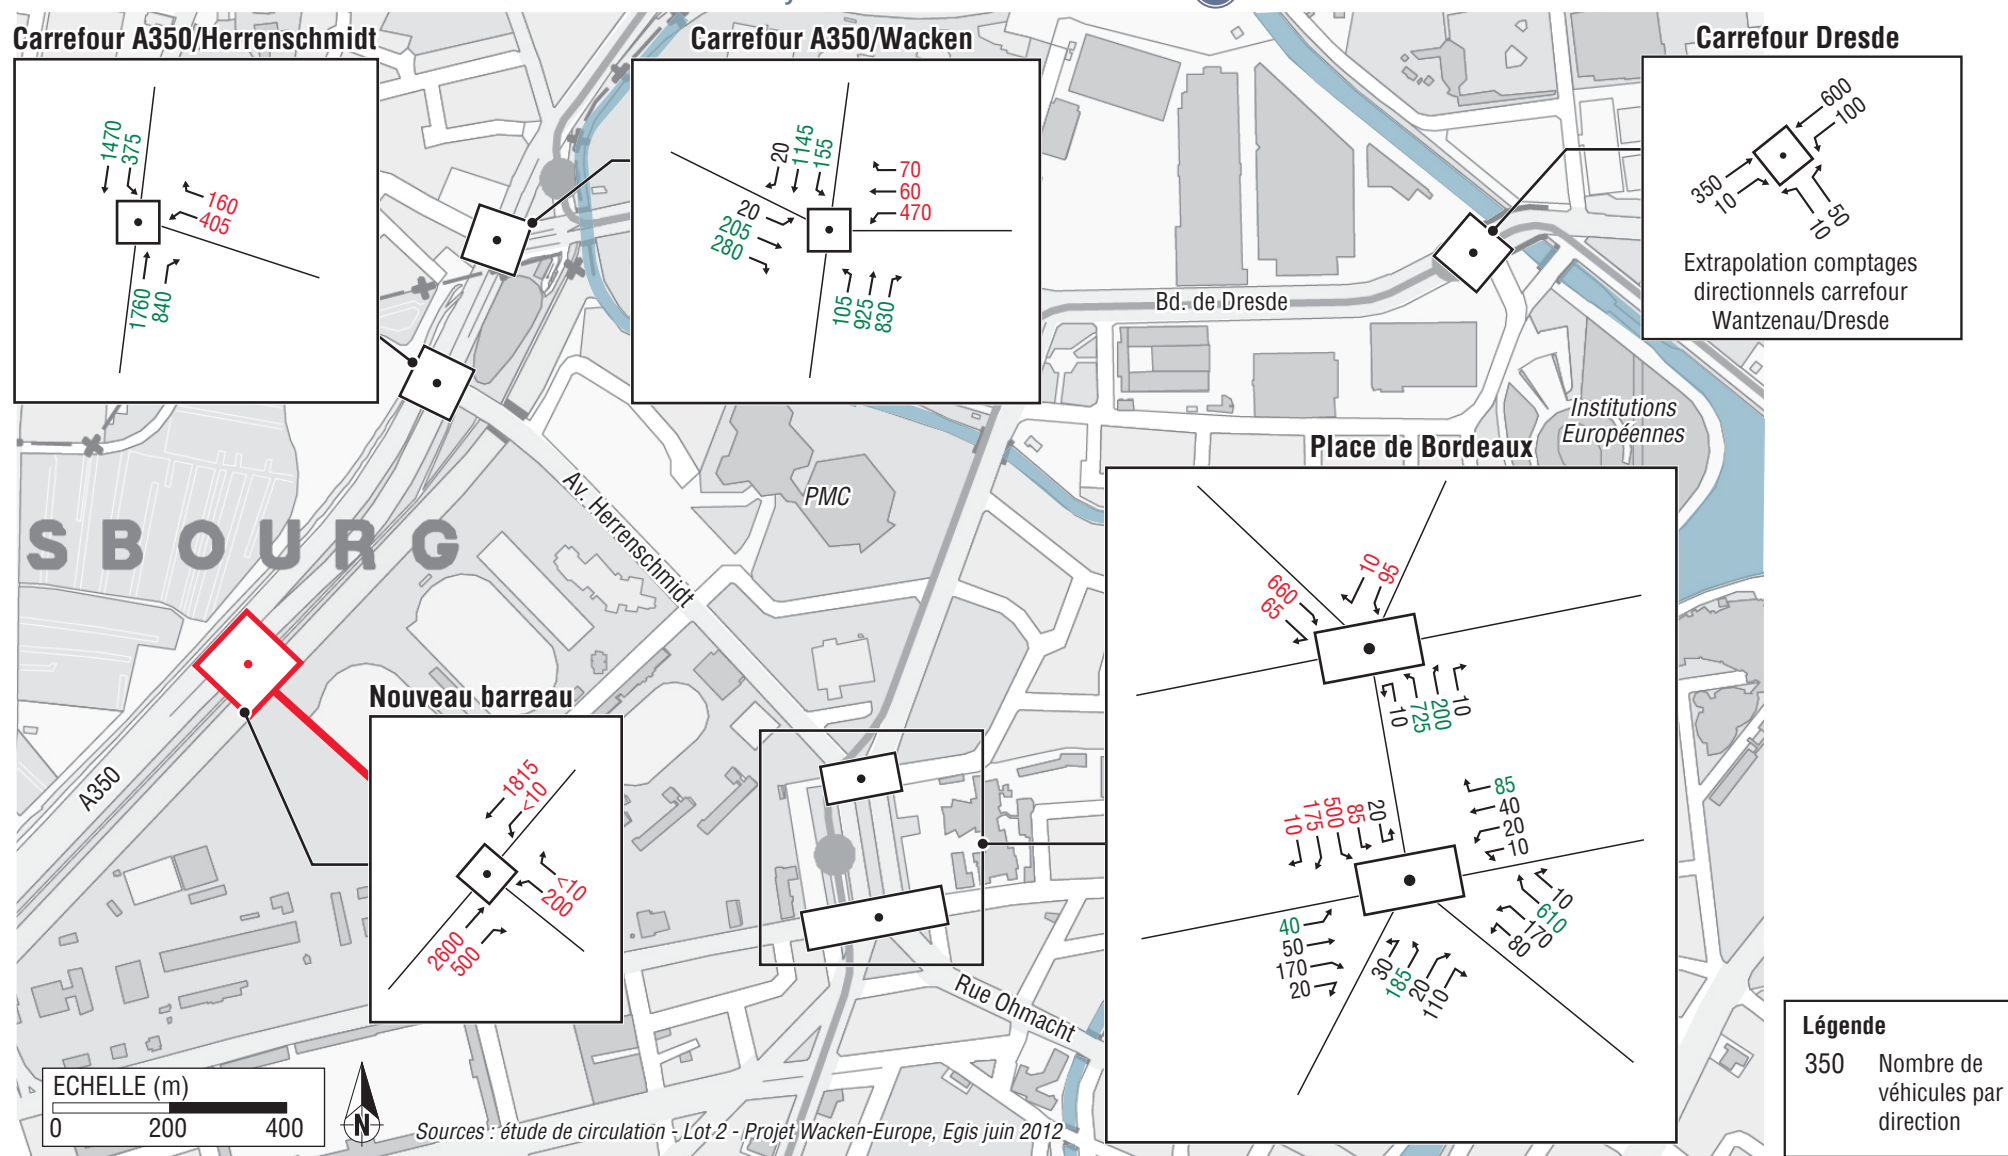 Carrefour A350/Herrenschmidt
1470
375
160
405
1760
840
Carrefour A350/Wacken
20
1145
155
70
60
470
20
205
280
105
925
830
Carrefour Dresde
600
100
350
10
50
10
Extrapolation comptages
directionnels carrefour
Wantzenau/Dresde
Bd. de Dresde
Institutions
Européennes
PMC
Av. Herrenschmidt
SBOURG
A350
Rue Ohmacht
Nouveau barreau
1815
<10
<10
200
2600
500
Place de Bordeaux
10
95
660
65
10
725
200
10
10
175
500
85
20
85
40
20
10
40
50
170
20
30
185
20
110
10
610
170
80
ECHELLE (m)
0 200 400
N
Sources : étude de circulation - Lot 2 - Projet Wacken-Europe, Egis juin 2012
Légende
350 Nombre de
véhicules par
direction